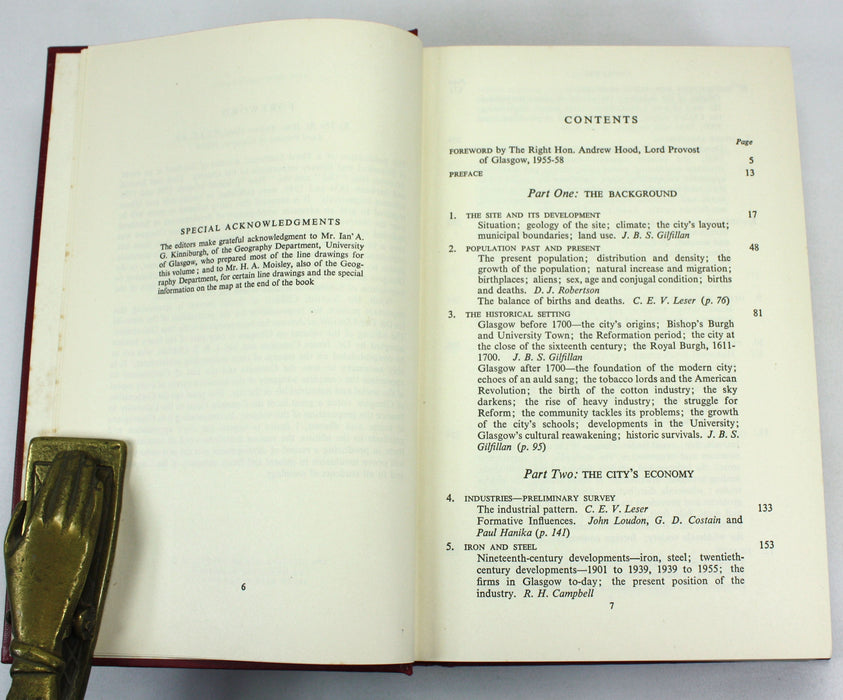 SPECIAL ACKNOWLEDGMENTS
The editors make grateful acknowledgment to Mr. Ian A.
G. Kinniburgh, of the Geography Department, University
of Glasgow, who prepared most of the line drawings for
this volume; and to Mr. H. A. Moisley, also of the Geog-
raphy Department, for certain line drawings and the special
information on the map at the end of the book
6
CONTENTS
Page
FOREWORD by The Right Hon. Andrew Hood, Lord Provost
of Glasgow, 1955-58 5
PREFACE 13
Part One: THE BACKGROUND
1. THE SITE AND ITS DEVELOPMENT 17
Situation; geology of the site; climate; the city's layout;
municipal boundaries; land use. J. B. S. Gilfillan
2. POPULATION PAST AND PRESENT 48
The present population; distribution and density; the
growth of the population; natural increase and migration;
birthplaces; aliens; sex, age and conjugal condition; births
and deaths. D. J. Robertson
The balance of births and deaths. C. E. V. Leser (p. 76)
3. THE HISTORICAL SETTING 81
Glasgow before 1700—the city's origins; Bishop's Burgh
and University Town; the Reformation period; the city at
the close of the sixteenth century; the Royal Burgh, 1611-
1700. J. B. S. Gilfillan
Glasgow after 1700—the foundation of the modern city;
echoes of an auld sang; the tobacco lords and the American
Revolution; the birth of the cotton industry; the sky
darkens; the rise of heavy industry; the struggle for
Reform; the community tackles its problems; the growth
of the city's schools; developments in the University;
Glasgow's cultural reawakening; historic survivals. J. B. S.
Gilfillan (p. 95)
Part Two: THE CITY'S ECONOMY
4. INDUSTRIES—PRELIMINARY SURVEY
The industrial pattern. C. E. V. Leser 133
Formative Influences. John Loudon, G. D. Costain and
Paul Hanika (p. 141)
5. IRON AND STEEL 153
Nineteenth-century developments—iron, steel; twentieth-
century developments—1901 to 1939, 1939 to 1955; the
firms in Glasgow to-day; the present position of the
industry. R. H. Campbell
7